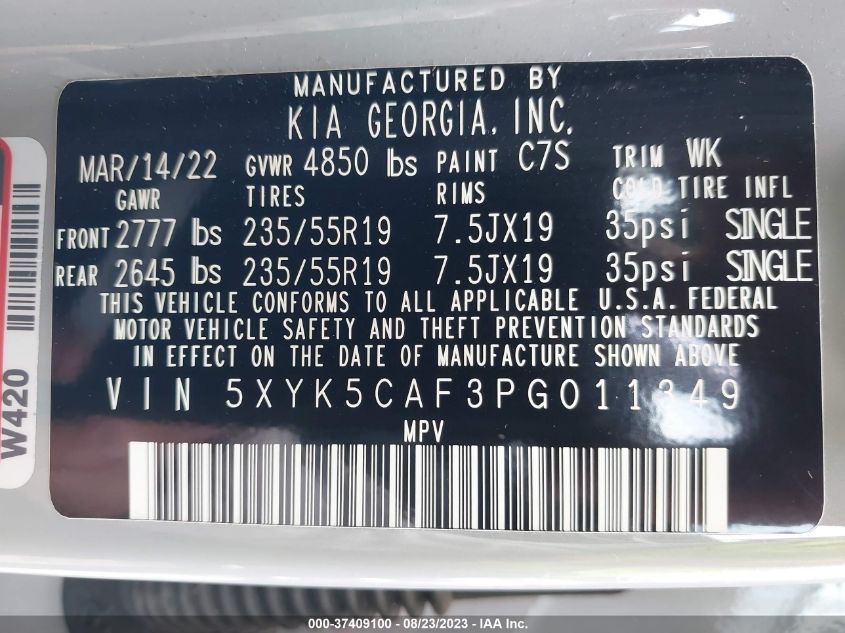 MANUFACTURED BY
KIA GEORGIA, INC.
MAR/14/22 GVWR 4850 lbs PAINT C7S TRIM WK
GAWR TIRES RIMS COLD TIRE INFL
FRONT 2777 lbs 235/55R19 7.5JX19 35psi SINGLE
REAR 2645 lbs 235/55R19 7.5JX19 35psi SINGLE
THIS VEHICLE CONFORMS TO ALL APPLICABLE U.S.A. FEDERAL
MOTOR VEHICLE SAFETY AND THEFT PREVENTION STANDARDS
IN EFFECT ON THE DATE OF MANUFACTURE SHOWN ABOVE
VIN 5XYK5CAF3PG011349
MPV
W420
000-37409100 - 08/23/2023 - IAA Inc.